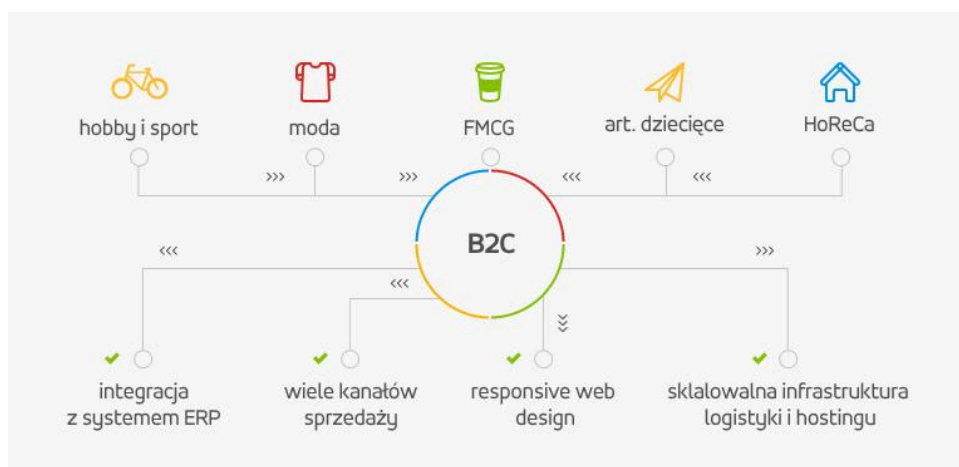 hobby i sport
moda
FMCG
art. dziecięce
HoReCa
B2C
integracja
z systemem ERP
wiele kanałów
sprzedaży
responsive web
design
sklalowalna infrastruktura
logistyki i hostingu